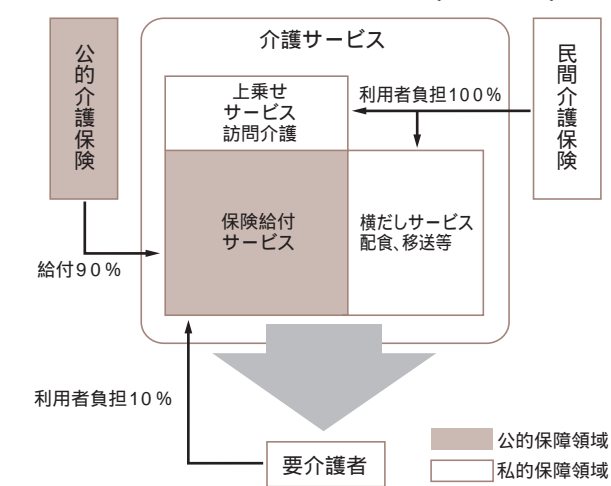 介護サービス
公的介護保険
民間介護保険
上乗せ
サービス
訪問介護
利用者負担100%
保険給付
サービス
横だしサービス
配食、移送等
給付90%
利用者負担10%
要介護者
公的保障領域
私的保障領域